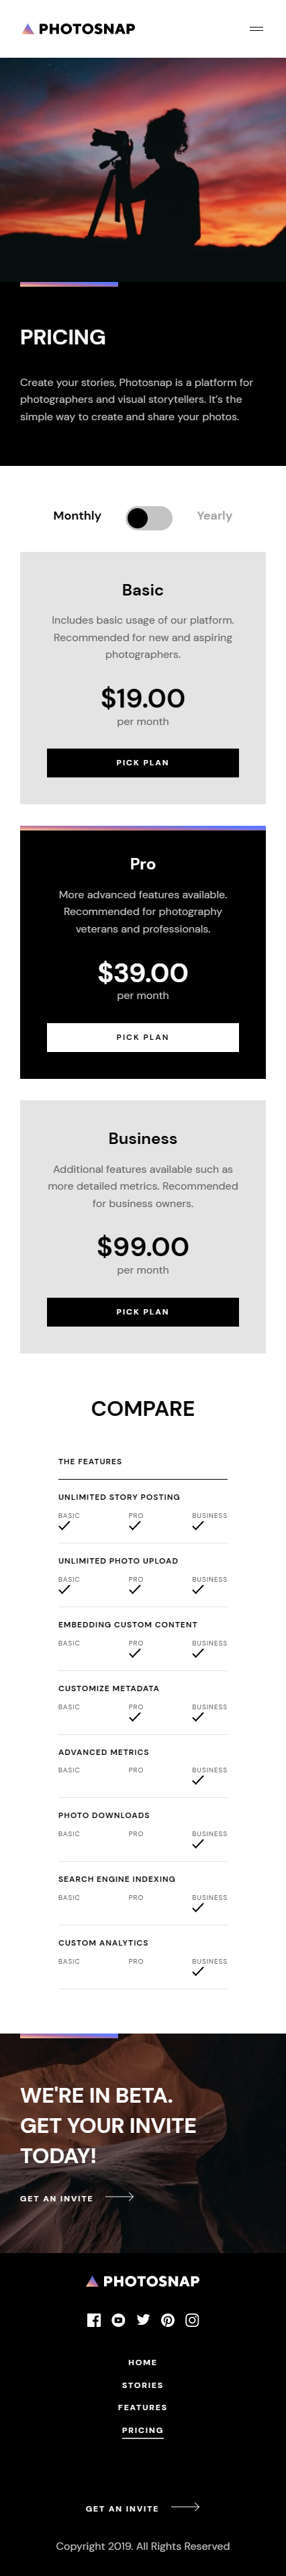 PHOTOSNAP
PRICING
Create your stories, Photosnap is a platform for
photographers and visual storytellers. It's the
simple way to create and share your photos.
Monthly Yearly
Basic
Includes basic usage of our platform.
Recommended for new and aspiring
photographers.
$19.00
per month
PICK PLAN
Pro
More advanced features available.
Recommended for photography
veterans and professionals.
$39.00
per month
PICK PLAN
Business
Additional features available such as
more detailed metrics. Recommended
for business owners.
$99.00
per month
PICK PLAN
COMPARE
THE FEATURES
UNLIMITED STORY POSTING
BASIC PRO BUSINESS
UNLIMITED PHOTO UPLOAD
BASIC PRO BUSINESS
EMBEDDING CUSTOM CONTENT
BASIC PRO BUSINESS
CUSTOMIZE METADATA
BASIC PRO BUSINESS
ADVANCED METRICS
BASIC PRO BUSINESS
PHOTO DOWNLOADS
BASIC PRO BUSINESS
SEARCH ENGINE INDEXING
BASIC PRO BUSINESS
CUSTOM ANALYTICS
BASIC PRO BUSINESS
WE'RE IN BETA.
GET YOUR INVITE
TODAY!
GET AN INVITE
PHOTOSNAP
HOME
STORIES
FEATURES
PRICING
GET AN INVITE
Copyright 2019. All Rights Reserved